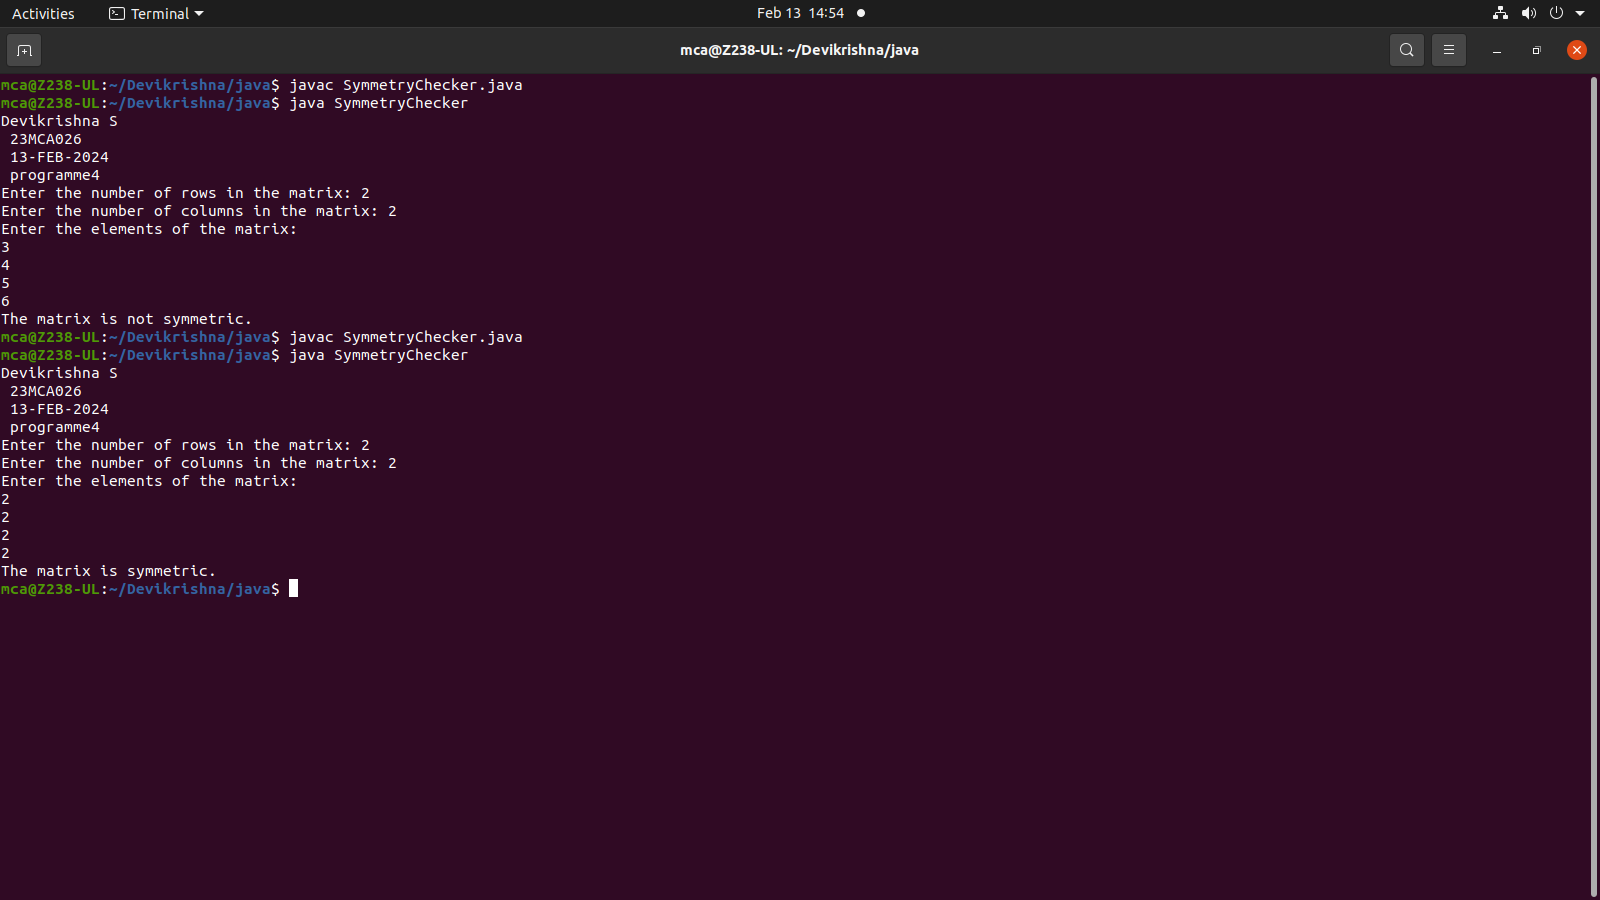 Activities Terminal Feb 13 14:54
mca@Z238-UL: ~/Devikrishna/java
mca@Z238-UL:~/Devikrishna/java$ javac SymmetryChecker.java
mca@Z238-UL:~/Devikrishna/java$ java SymmetryChecker
Devikrishna S
 23MCA026
 13-FEB-2024
 programme4
Enter the number of rows in the matrix: 2
Enter the number of columns in the matrix: 2
Enter the elements of the matrix:
3
4
5
6
The matrix is not symmetric.
mca@Z238-UL:~/Devikrishna/java$ javac SymmetryChecker.java
mca@Z238-UL:~/Devikrishna/java$ java SymmetryChecker
Devikrishna S
 23MCA026
 13-FEB-2024
 programme4
Enter the number of rows in the matrix: 2
Enter the number of columns in the matrix: 2
Enter the elements of the matrix:
2
2
2
2
The matrix is symmetric.
mca@Z238-UL:~/Devikrishna/java$